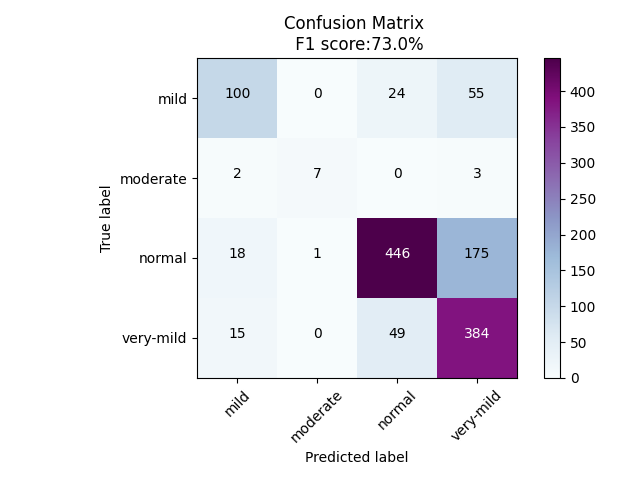 Confusion Matrix
F1 score:73.0%
mild 100 0 24 55
moderate 2 7 0 3
normal 18 1 446 175
very-mild 15 0 49 384
True label
mild moderate normal very-mild
Predicted label
400
350
300
250
200
150
100
50
0